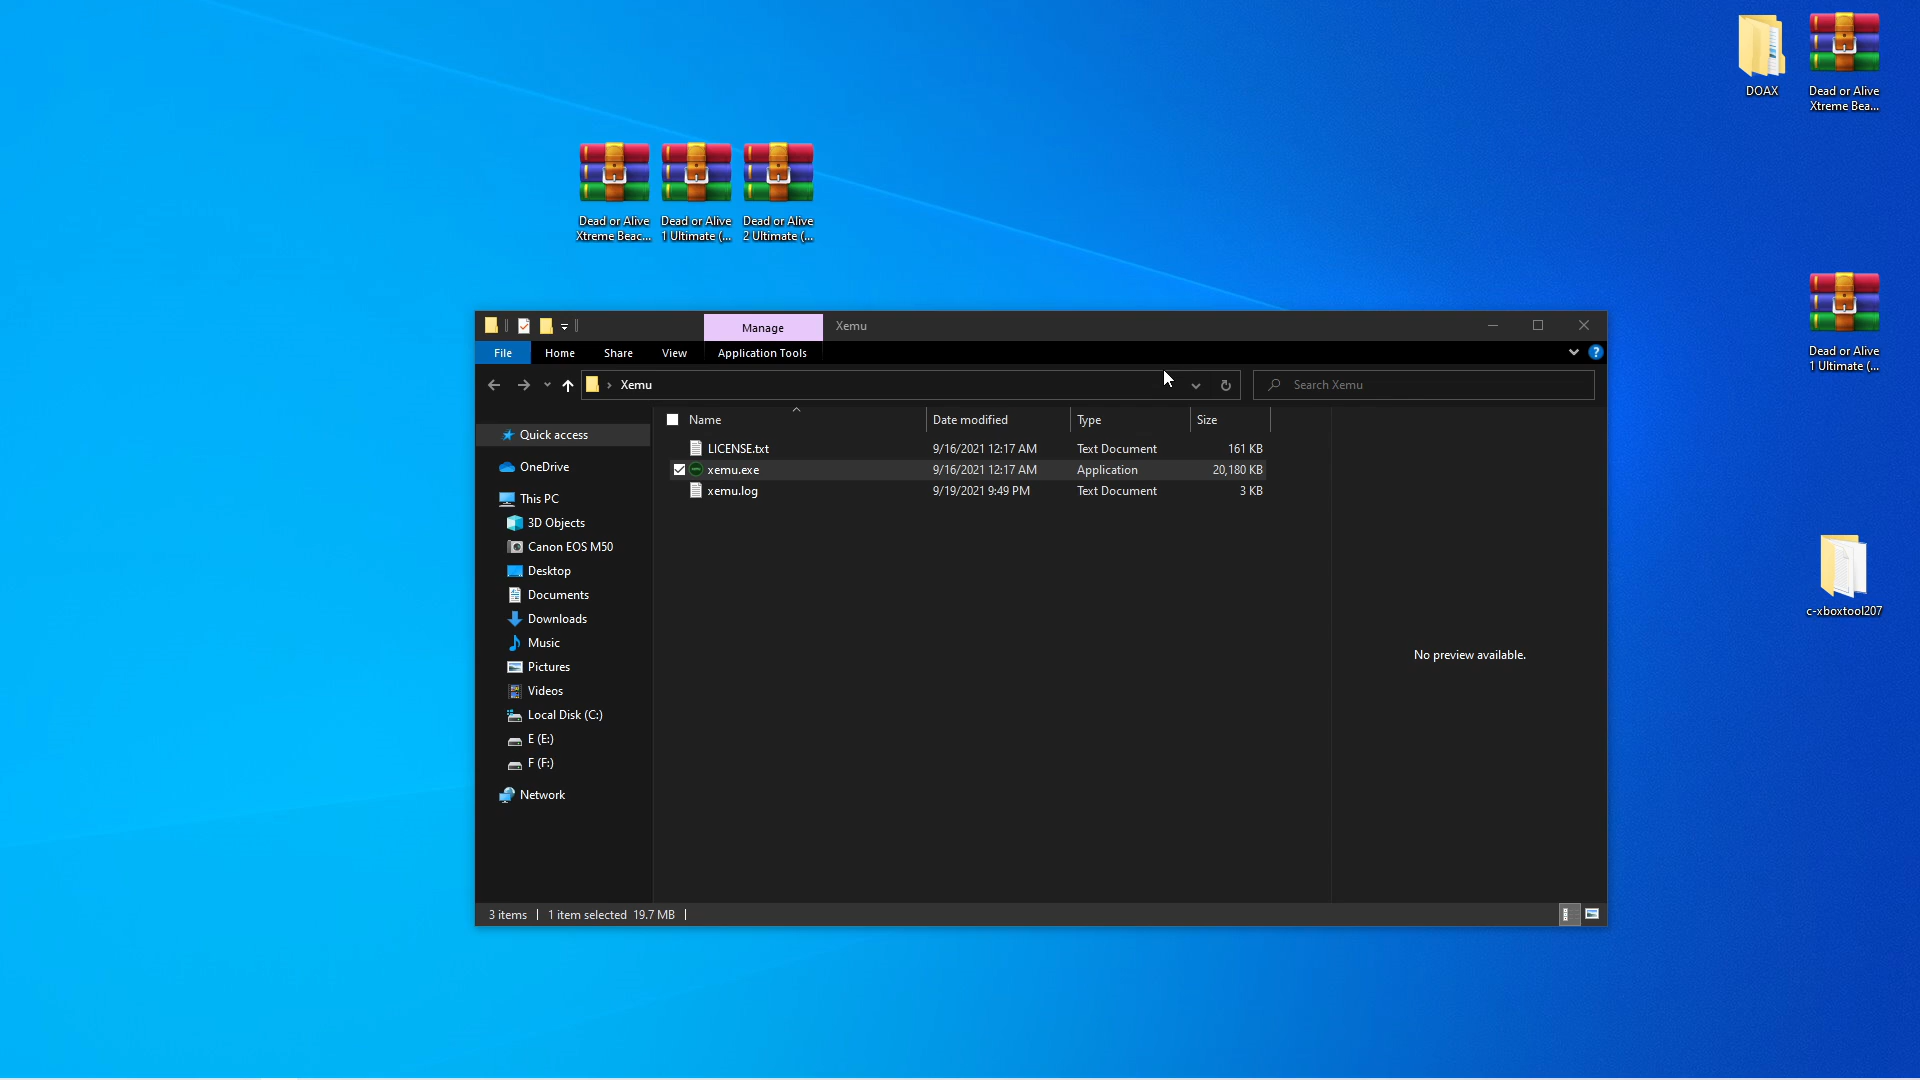 DOAX
Dead or Alive
Xtreme Bea...
Dead or Alive
Xtreme Beac...
Dead or Alive
1 Ultimate (...
Dead or Alive
2 Ultimate (...
Dead or Alive
1 Ultimate (...
c-xboxtool207
Manage
Xemu
File
Home
Share
View
Application Tools
Xemu
Search Xemu
Name
Date modified
Type
Size
LICENSE.txt 9/16/2021 12:17 AM Text Document 161 KB
xemu.exe 9/16/2021 12:17 AM Application 20,180 KB
xemu.log 9/19/2021 9:49 PM Text Document 3 KB
Quick access
OneDrive
This PC
3D Objects
Canon EOS M50
Desktop
Documents
Downloads
Music
Pictures
Videos
Local Disk (C:)
E (E:)
F (F:)
Network
No preview available.
3 items
1 item selected 19.7 MB